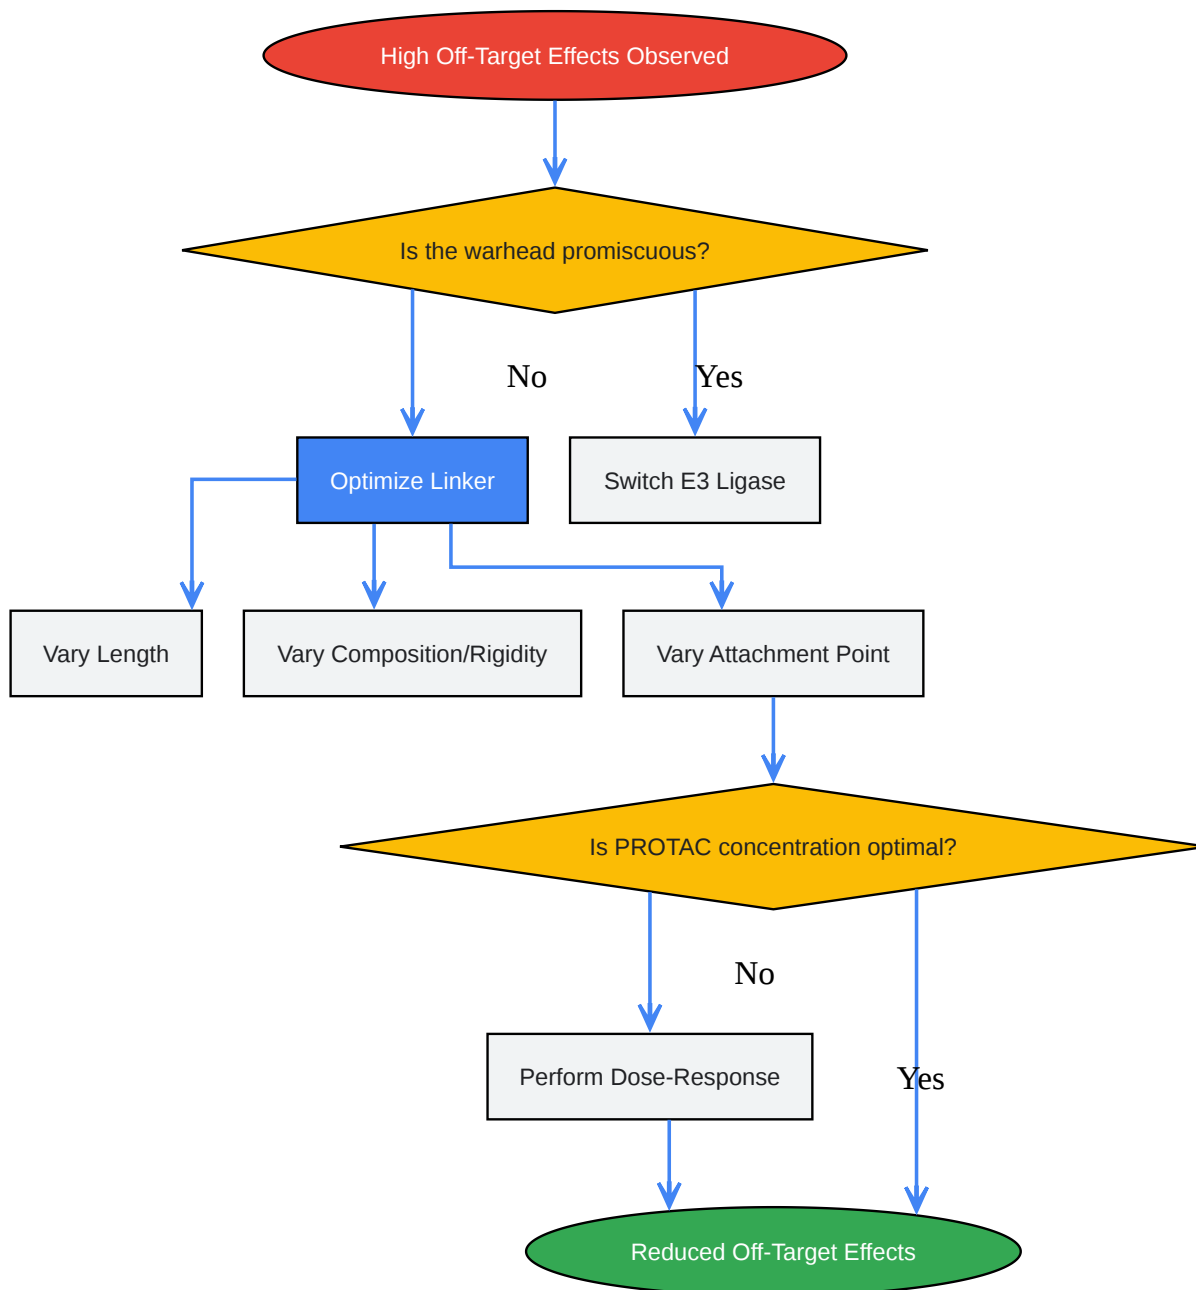 High Off-Target Effects Observed
Is the warhead promiscuous?
No
Yes
Optimize Linker
Switch E3 Ligase
Vary Length
Vary Composition/Rigidity
Vary Attachment Point
Is PROTAC concentration optimal?
No
Perform Dose-Response
Yes
Reduced Off-Target Effects